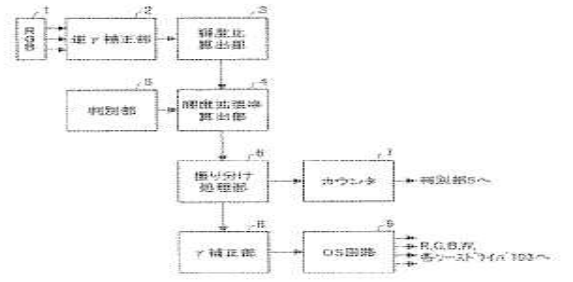 1
2
3
RGB
逆γ補正部
輝度比
算出部
5
4
判別部
輝度拡張率
算出部
6
7
振り分け
処理部
カウンタ
判別部5へ
8
9
γ補正部
OS回路
R,G,B,W,
各ソースドライバ103へ